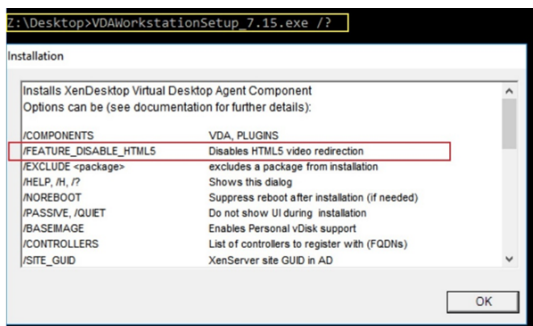 Z:\Desktop>VDAWorkstationSetup_7.15.exe /?
Installation
Installs XenDesktop Virtual Desktop Agent Component
Options can be (see documentation for further details):
/COMPONENTS VDA, PLUGINS
/FEATURE_DISABLE_HTML5 Disables HTML5 video redirection
/EXCLUDE <package> excludes a package from installation
/HELP, /H, /? Shows this dialog
/NOREBOOT Suppress reboot after installation (if needed)
/PASSIVE, /QUIET Do not show UI during installation
/BASEIMAGE Enables Personal vDisk support
/CONTROLLERS List of controllers to register with (FQDNs)
/SITE_GUID XenServer site GUID in AD
OK